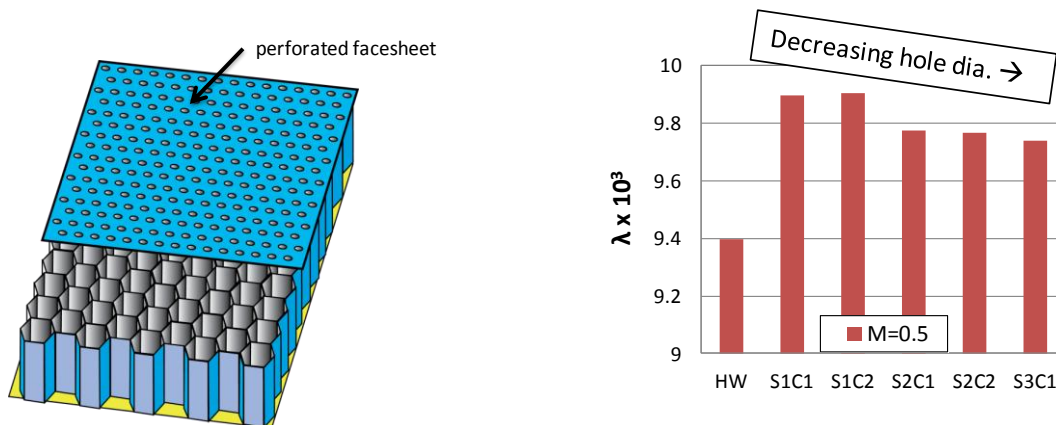 perforated facesheet
Decreasing hole dia. →
10
9.8
9.6
9.4
9.2
9
λ x 10³
M=0.5
HW S1C1 S1C2 S2C1 S2C2 S3C1